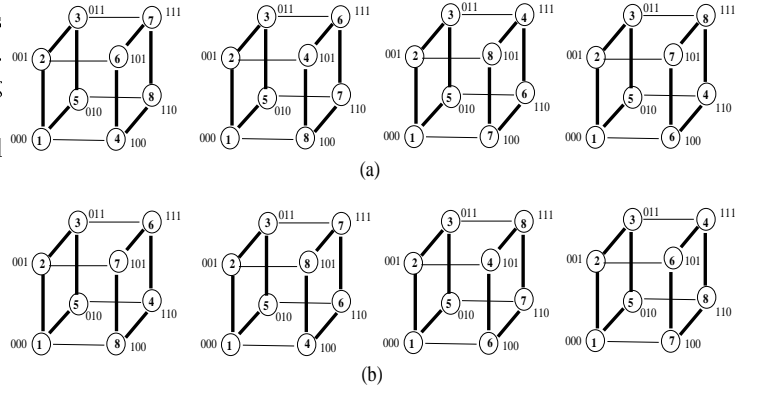 3 011 7 111 3 011 6 111 3 011 4 111 3 011 8 111
001 2 6 101 001 2 4 101 001 2 8 101 001 2 7 101
5 8 5 7 5 6 5 4
010 110 010 110 010 110 010 110
000 1 4 100 000 1 8 100 000 1 7 100 000 1 6 100
(a)
3 011 6 111 3 011 7 111 3 011 8 111 3 011 4 111
001 2 7 101 001 2 8 101 001 2 4 101 001 2 6 101
5 4 5 6 5 7 5 8
010 110 010 110 010 110 010 110
000 1 8 100 000 1 4 100 000 1 6 100 000 1 7 100
(b)